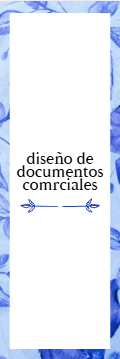 diseño de
documentos
comrciales